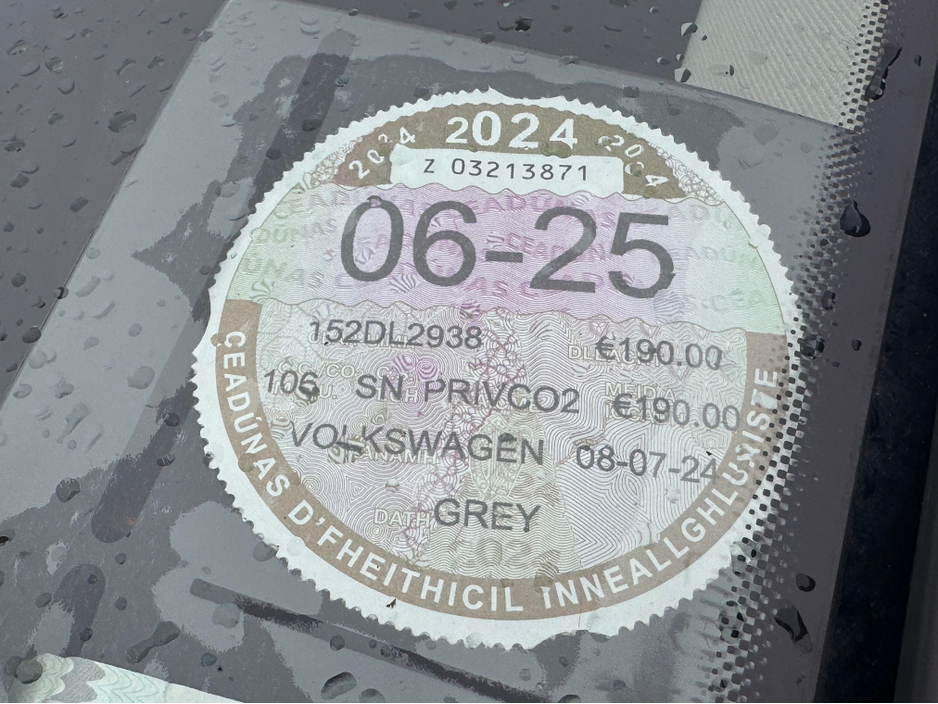 2024 2024 2024
Z 03213871
06-25
152DL2938 €190.00
106 SN PRIVCO2 €190.00
VOLKSWAGEN 08-07-24
DATH
GREY
CEADÚNAS D'FHEITHICIL INNEALLGHLUAISTE